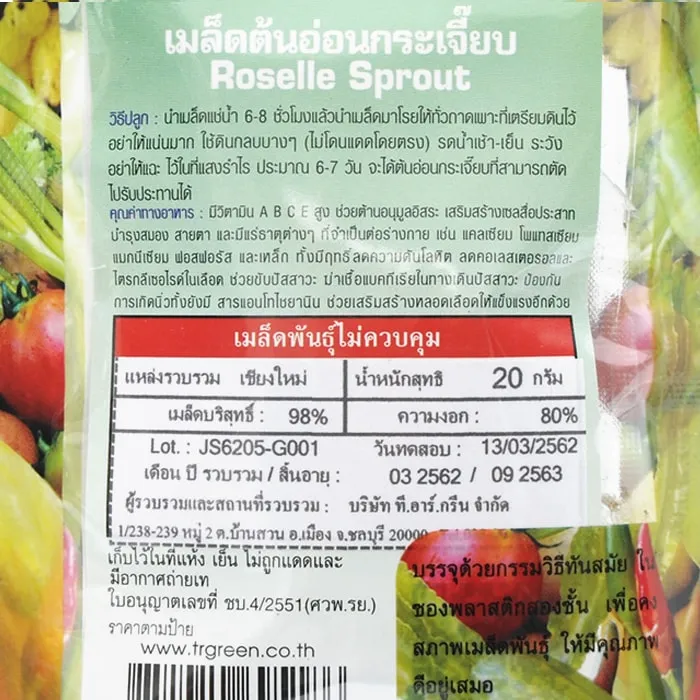 เมล็ดต้นอ่อนกระเจี๊ยบ
Roselle Sprout
วิธีปลูก : นำเมล็ดแช่น้ำ 6-8 ชั่วโมงแล้วนำเมล็ดมาโรยให้ทั่วถาดเพาะที่เตรียมดินไว้
อย่าให้แน่นมาก ใช้ดินกลบบางๆ (ไม่โดนแดดโดยตรง) รดน้ำเช้า-เย็น ระวัง
อย่าให้แฉะ ไว้ในที่แสงรำไร ประมาณ 6-7 วัน จะได้ต้นอ่อนกระเจี๊ยบที่สามารถตัด
ไปรับประทานได้
คุณค่าทางอาหาร : มีวิตามิน A B C E สูง ช่วยต้านอนุมูลอิสระ เสริมสร้างเซลสื่อประสาท
บำรุงสมอง สายตา และมีแร่ธาตุต่างๆ ที่จำเป็นต่อร่างกาย เช่น แคลเซียม โพแทสเซียม
แมกนีเซียม ฟอสฟอรัส และเหล็ก ทั้งมีฤทธิ์ลดความดันโลหิต ลดคอเลสเตอรอลและ
ไตรกลีเซอไรด์ในเลือด ช่วยขับปัสสาวะ ฆ่าเชื้อแบคทีเรียในทางเดินปัสสาวะ ป้องกัน
การเกิดนิ่วทั้งยังมี สารแอนโทไซยานิน ช่วยเสริมสร้างหลอดเลือดให้แข็งแรงอีกด้วย
เมล็ดพันธุ์ไม่ควบคุม
แหล่งรวบรวม เชียงใหม่ น้ำหนักสุทธิ 20 กรัม
เมล็ดบริสุทธิ์ : 98% ความงอก : 80%
Lot. : JS6205-G001 วันทดสอบ : 13/03/2562
เดือน ปี รวบรวม / สิ้นอายุ : 03 2562 / 09 2563
ผู้รวบรวมและสถานที่รวบรวม : บริษัท ที.อาร์.กรีน จำกัด
1/238-239 หมู่ 2 ต.บ้านสวน อ.เมือง จ.ชลบุรี 20000
เก็บไว้ในที่แห้ง เย็น ไม่ถูกแดดและ
มีอากาศถ่ายเท
ใบอนุญาตเลขที่ ชบ.4/2551(ศวพ.รย.)
ราคาตามป้าย
www.trgreen.co.th
บรรจุด้วยกรรมวิธีทันสมัย ใน
ซองพลาสติกสองชั้น เพื่อคง
สภาพเมล็ดพันธุ์ ให้มีคุณภาพ
ดีอยู่เสมอ